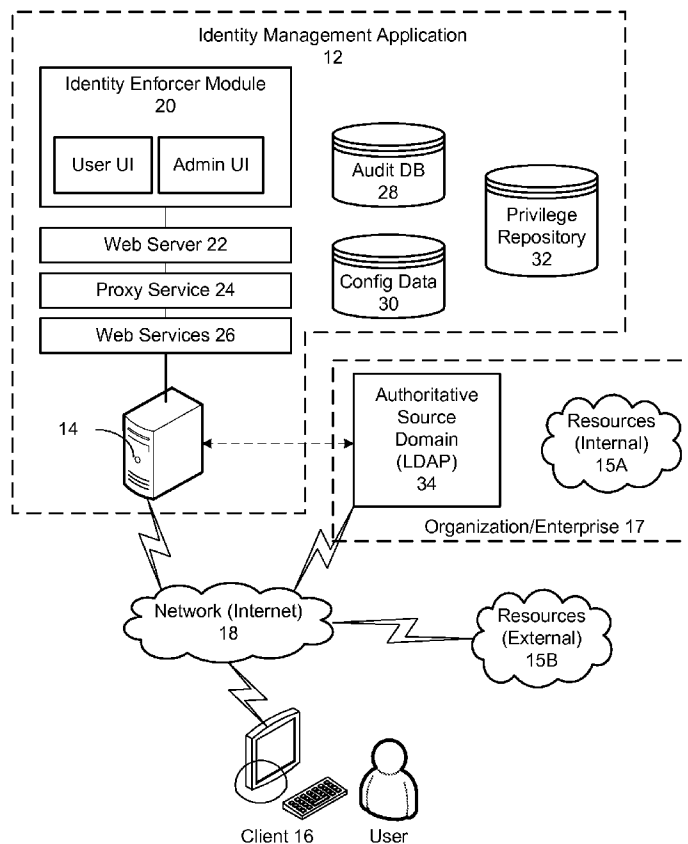 Identity Management Application
12
Identity Enforcer Module
20
User UI
Admin UI
Audit DB
28
Privilege
Repository
32
Web Server 22
Config Data
30
Proxy Service 24
Web Services 26
14
Authoritative
Source
Domain
(LDAP)
34
Resources
(Internal)
15A
Organization/Enterprise 17
Network (Internet)
18
Resources
(External)
15B
Client 16
User